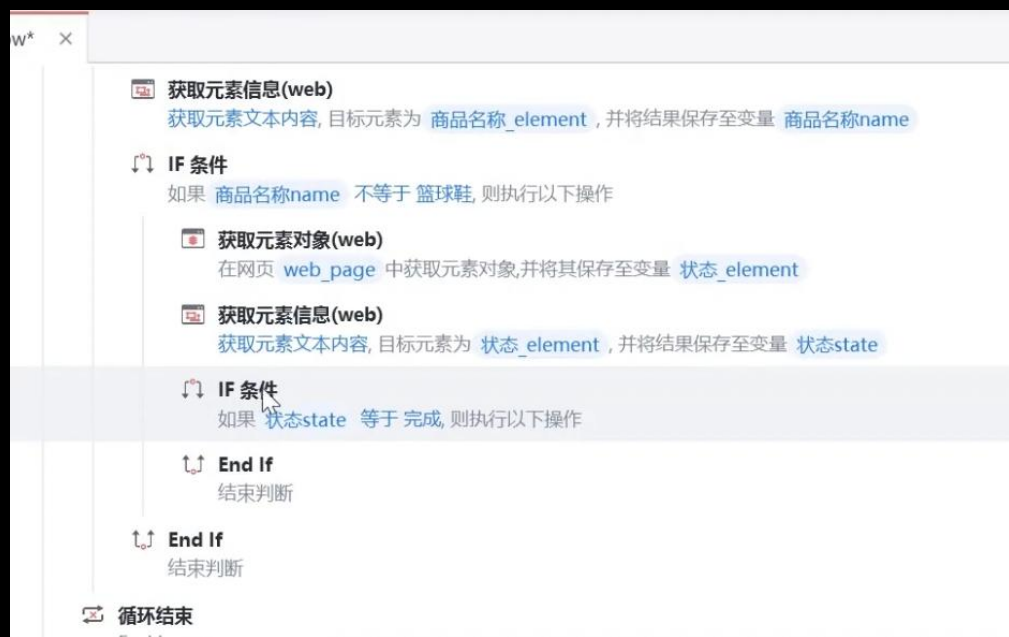 ow*
获取元素信息(web)
获取元素文本内容, 目标元素为 商品名称_element , 并将结果保存至变量 商品名称name
IF 条件
如果 商品名称name 不等于 篮球鞋, 则执行以下操作
获取元素对象(web)
在网页 web_page 中获取元素对象,并将其保存至变量 状态_element
获取元素信息(web)
获取元素文本内容, 目标元素为 状态_element , 并将结果保存至变量 状态state
IF 条件
如果 状态state 等于 完成, 则执行以下操作
End If
结束判断
End If
结束判断
循环结束